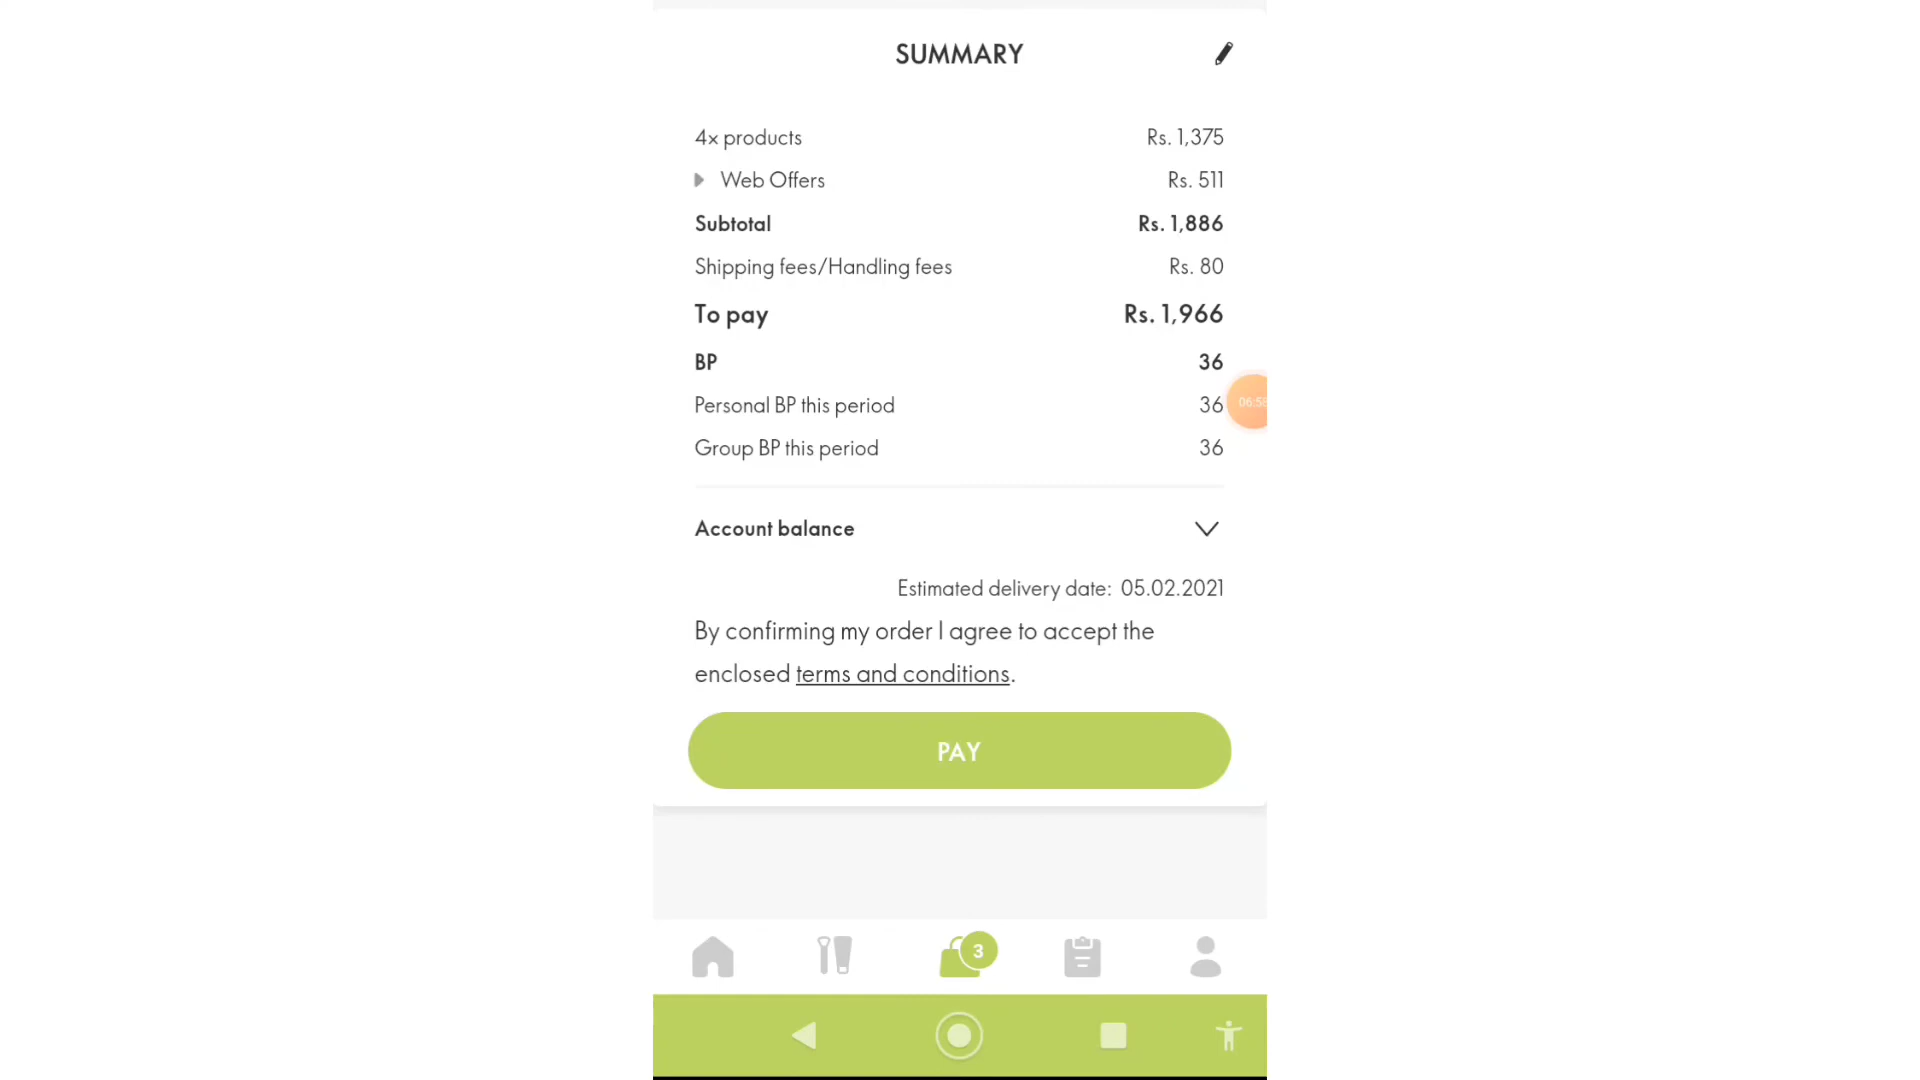 SUMMARY
4x products Rs. 1,375
Web Offers Rs. 511
Subtotal Rs. 1,886
Shipping fees/Handling fees Rs. 80
To pay Rs. 1,966
BP 36
Personal BP this period 36
Group BP this period 36
Account balance
Estimated delivery date: 05.02.2021
By confirming my order I agree to accept the
enclosed terms and conditions.
PAY
3